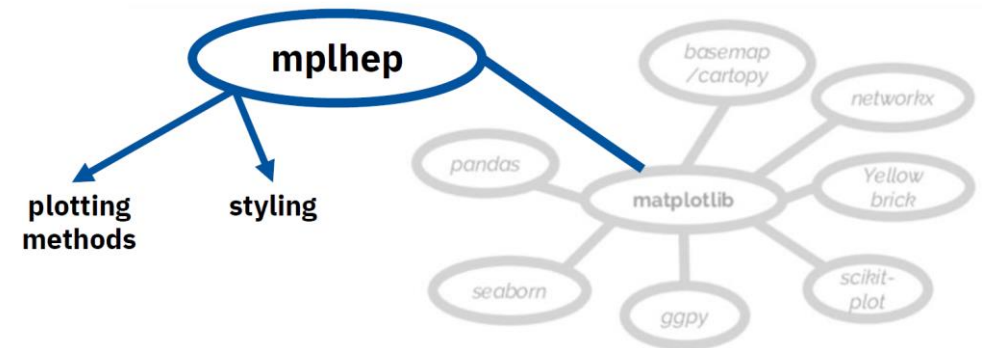 mplhep
basemap
/cartopy
networkx
pandas
Yellow
brick
matplotlib
plotting
methods
styling
seaborn
scikit-
plot
ggpy